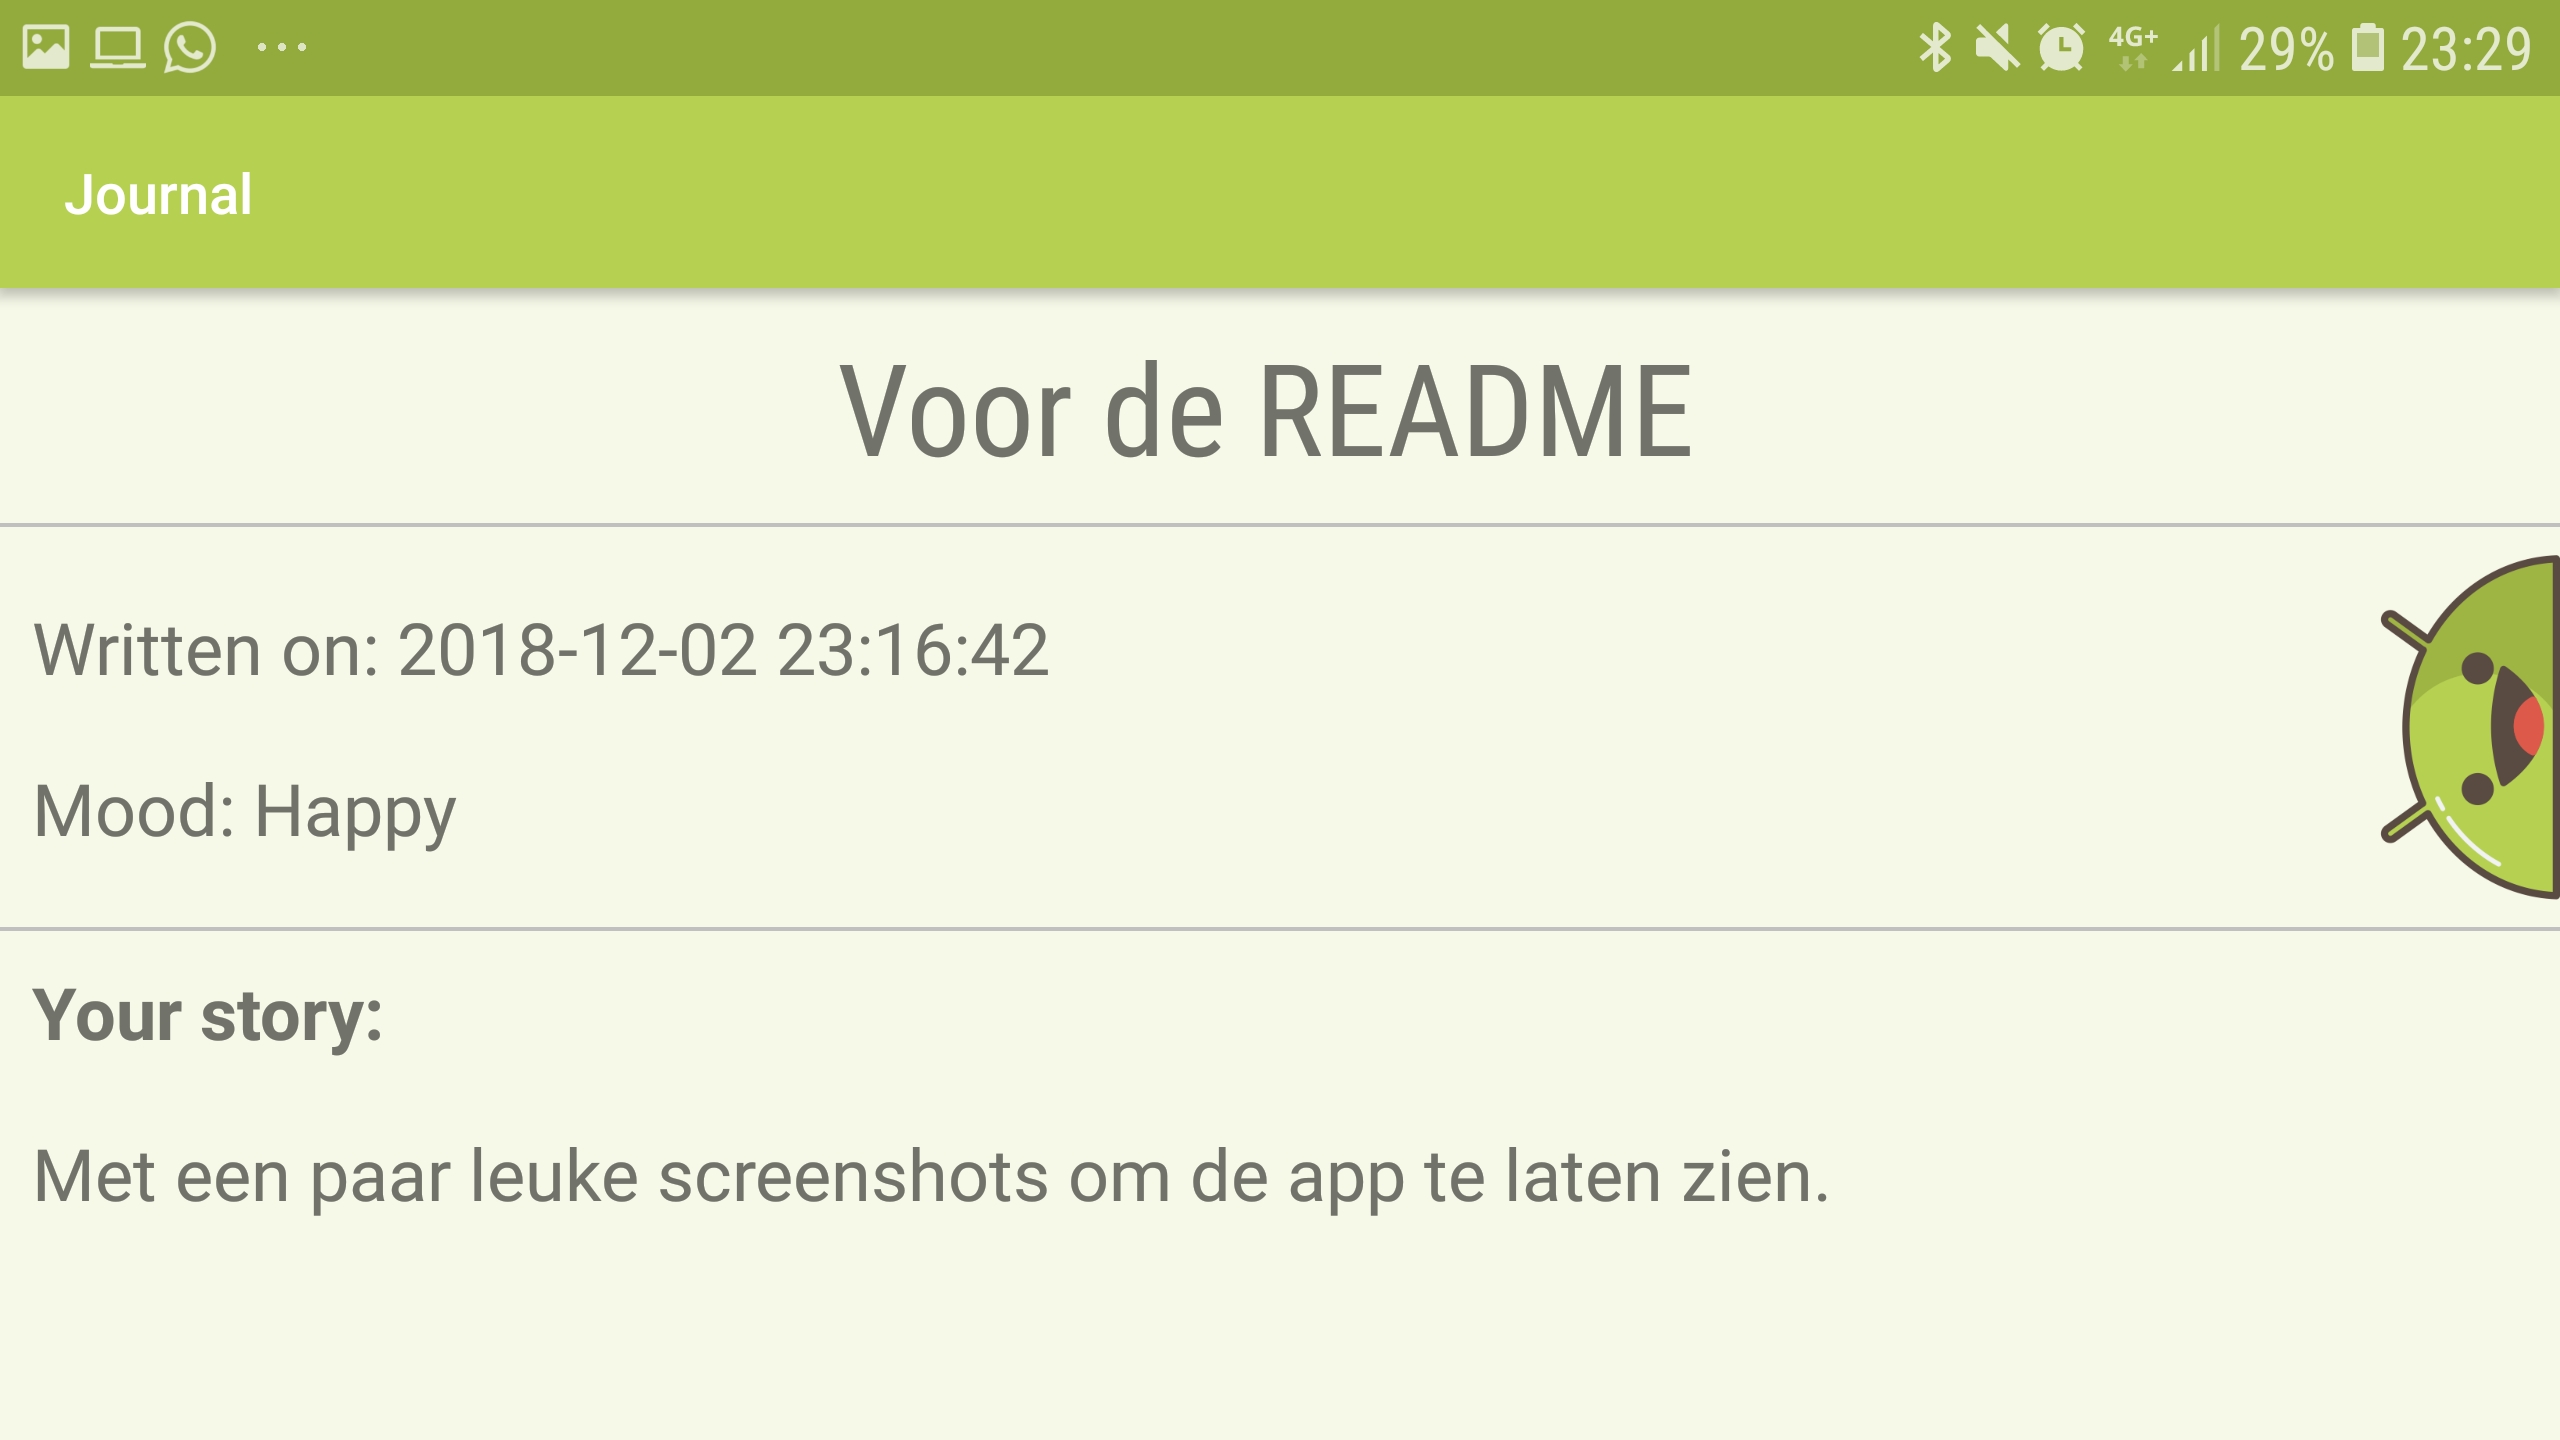 4G+ 29% 23:29
Journal
Voor de README
Written on: 2018-12-02 23:16:42
Mood: Happy
Your story:
Met een paar leuke screenshots om de app te laten zien.